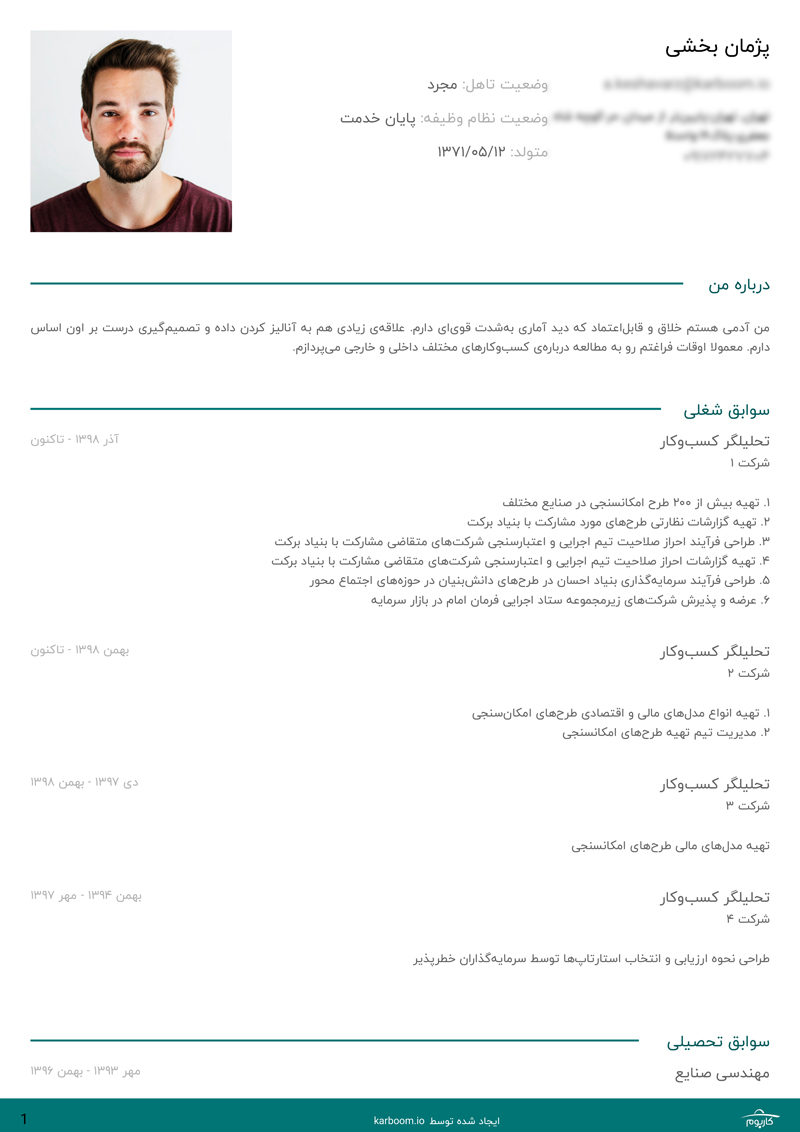 پژمان بخشی
a.keshavarz@karboom.io
وضعیت تاهل: مجرد
وضعیت نظام وظیفه: پایان خدمت
متولد: ۱۳۷۱/۰۵/۱۲
درباره من
من آدمی هستم خلاق و قابل‌اعتماد که دید آماری به‌شدت قوی‌ای دارم. علاقه‌ی زیادی هم به آنالیز کردن داده و تصمیم‌گیری درست بر اون اساس
دارم. معمولا اوقات فراغتم رو به مطالعه درباره‌ی کسب‌وکارهای مختلف داخلی و خارجی می‌پردازم.
سوابق شغلی
تحلیلگر کسب‌وکار
آذر ۱۳۹۸ - تاکنون
شرکت ۱
۱. تهیه بیش از ۲۰۰ طرح امکانسنجی در صنایع مختلف
۲. تهیه گزارشات نظارتی طرح‌های مورد مشارکت با بنیاد برکت
۳. طراحی فرآیند احراز صلاحیت تیم اجرایی و اعتبارسنجی شرکت‌های متقاضی مشارکت با بنیاد برکت
۴. تهیه گزارشات احراز صلاحیت تیم اجرایی و اعتبارسنجی شرکت‌های متقاضی مشارکت با بنیاد برکت
۵. طراحی فرآیند سرمایه‌گذاری بنیاد احسان در طرح‌های دانش‌بنیان در حوزه‌های اجتماع محور
۶. عرضه و پذیرش شرکت‌های زیرمجموعه ستاد اجرایی فرمان امام در بازار سرمایه
تحلیلگر کسب‌وکار
بهمن ۱۳۹۸ - تاکنون
شرکت ۲
۱. تهیه انواع مدل‌های مالی و اقتصادی طرح‌های امکان‌سنجی
۲. مدیریت تیم تهیه طرح‌های امکانسنجی
تحلیلگر کسب‌وکار
دی ۱۳۹۷ - بهمن ۱۳۹۸
شرکت ۳
تهیه مدل‌های مالی طرح‌های امکانسنجی
تحلیلگر کسب‌وکار
بهمن ۱۳۹۴ - مهر ۱۳۹۷
شرکت ۴
طراحی نحوه ارزیابی و انتخاب استارتاپ‌ها توسط سرمایه‌گذاران خطرپذیر
سوابق تحصیلی
مهندسی صنایع
مهر ۱۳۹۳ - بهمن ۱۳۹۶
کاربوم
ایجاد شده توسط karboom.io
1